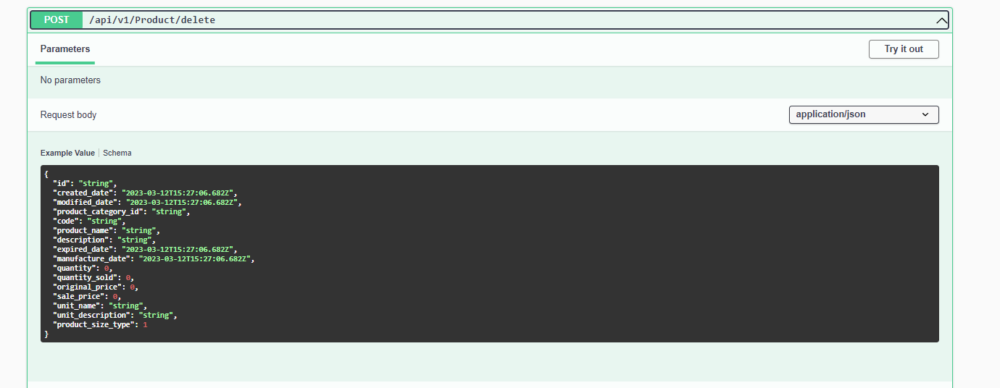 POST /api/v1/Product/delete
Parameters
Try it out
No parameters
Request body
application/json
Example Value Schema
{
"id": "string",
"created_date": "2023-03-12T15:27:06.682Z",
"modified_date": "2023-03-12T15:27:06.682Z",
"product_category_id": "string",
"code": "string",
"product_name": "string",
"description": "string",
"expired_date": "2023-03-12T15:27:06.682Z",
"manufacture_date": "2023-03-12T15:27:06.682Z",
"quantity": 0,
"quantity_sold": 0,
"original_price": 0,
"sale_price": 0,
"unit_name": "string",
"unit_description": "string",
"product_size_type": 1
}